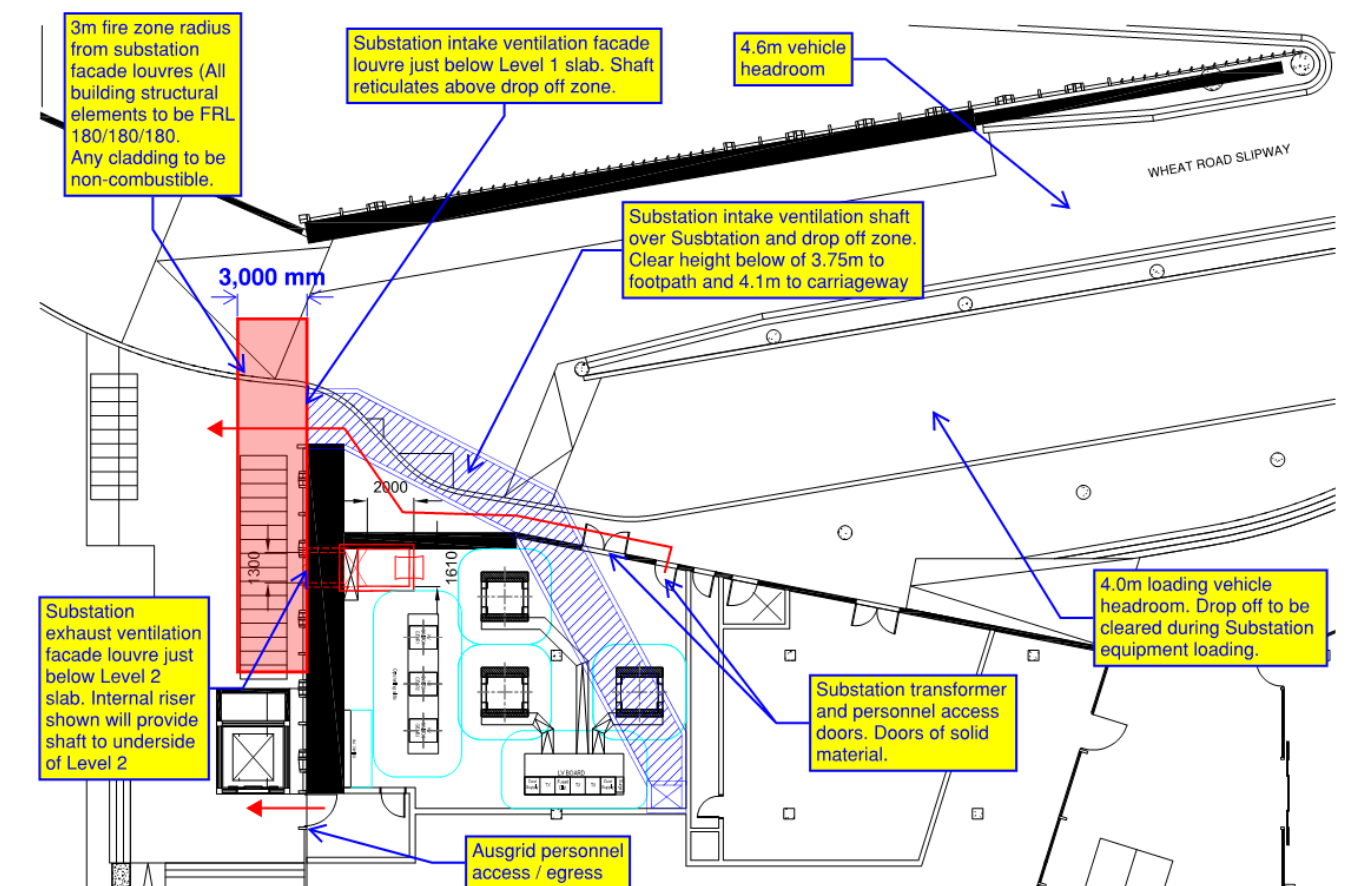 3m fire zone radius
from substation
facade louvres (All
building structural
elements to be FRL
180/180/180.
Any cladding to be
non-combustible.
Substation intake ventilation facade
louvre just below Level 1 slab. Shaft
reticulates above drop off zone.
4.6m vehicle
headroom
WHEAT ROAD SLIPWAY
Substation intake ventilation shaft
over Susbtation and drop off zone.
Clear height below of 3.75m to
footpath and 4.1m to carriageway
3,000 mm
2000
1300
1610
Substation
exhaust ventilation
facade louvre just
below Level 2
slab. Internal riser
shown will provide
shaft to underside
of Level 2
4.0m loading vehicle
headroom. Drop off to be
cleared during Substation
equipment loading.
Substation transformer
and personnel access
doors. Doors of solid
material.
LV BOARD
Ausgrid personnel
access / egress